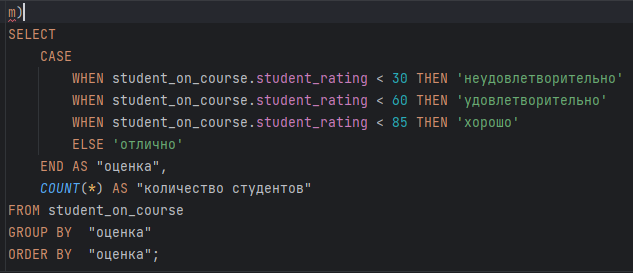 m)
SELECT
CASE
WHEN student_on_course.student_rating < 30 THEN 'неудовлетворительно'
WHEN student_on_course.student_rating < 60 THEN 'удовлетворительно'
WHEN student_on_course.student_rating < 85 THEN 'хорошо'
ELSE 'отлично'
END AS "оценка",
COUNT(*) AS "количество студентов"
FROM student_on_course
GROUP BY  "оценка"
ORDER BY  "оценка";